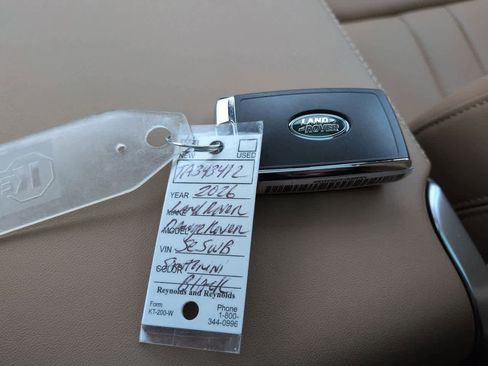 LAND
ROVER
NEW USED
TA343412
YEAR 2026
MAKE Land Rover
MODEL Range Rover
VIN SE SWB
COLOR Santorini
Black
Reynolds and Reynolds
Form
KT-200-W
Phone
1-800-
344-0996